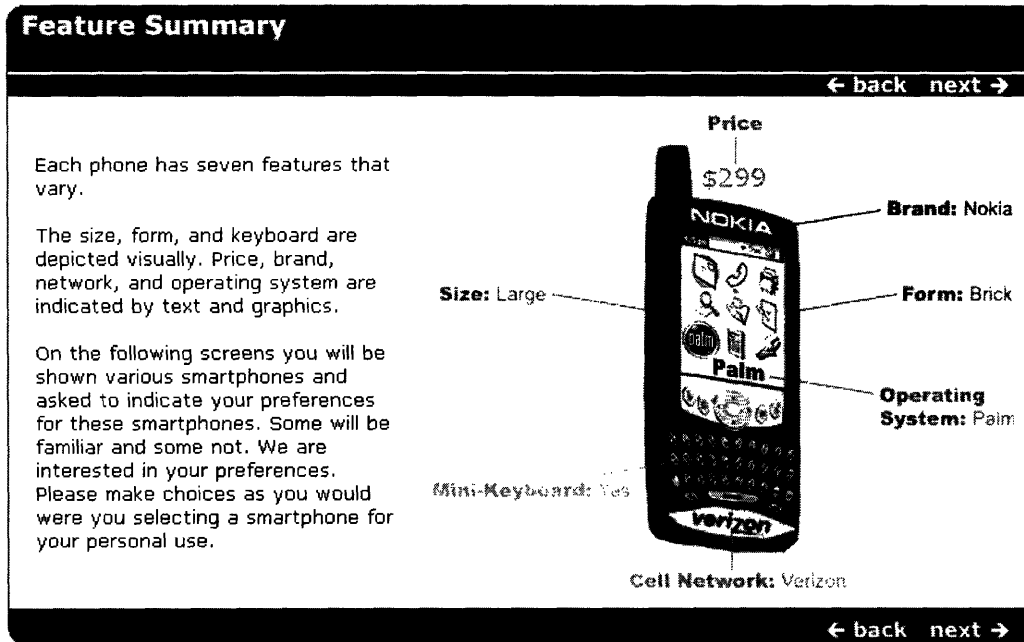 Feature Summary
← back next →
Each phone has seven features that
vary.
The size, form, and keyboard are
depicted visually. Price, brand,
network, and operating system are
indicated by text and graphics.
On the following screens you will be
shown various smartphones and
asked to indicate your preferences
for these smartphones. Some will be
familiar and some not. We are
interested in your preferences.
Please make choices as you would
were you selecting a smartphone for
your personal use.
Price
$299
NOKIA
Brand: Nokia
Size: Large
Form: Brick
palm
Palm
Operating
System: Palm
Mini-Keyboard: Yes
verizon
Cell Network: Verizon
← back next →